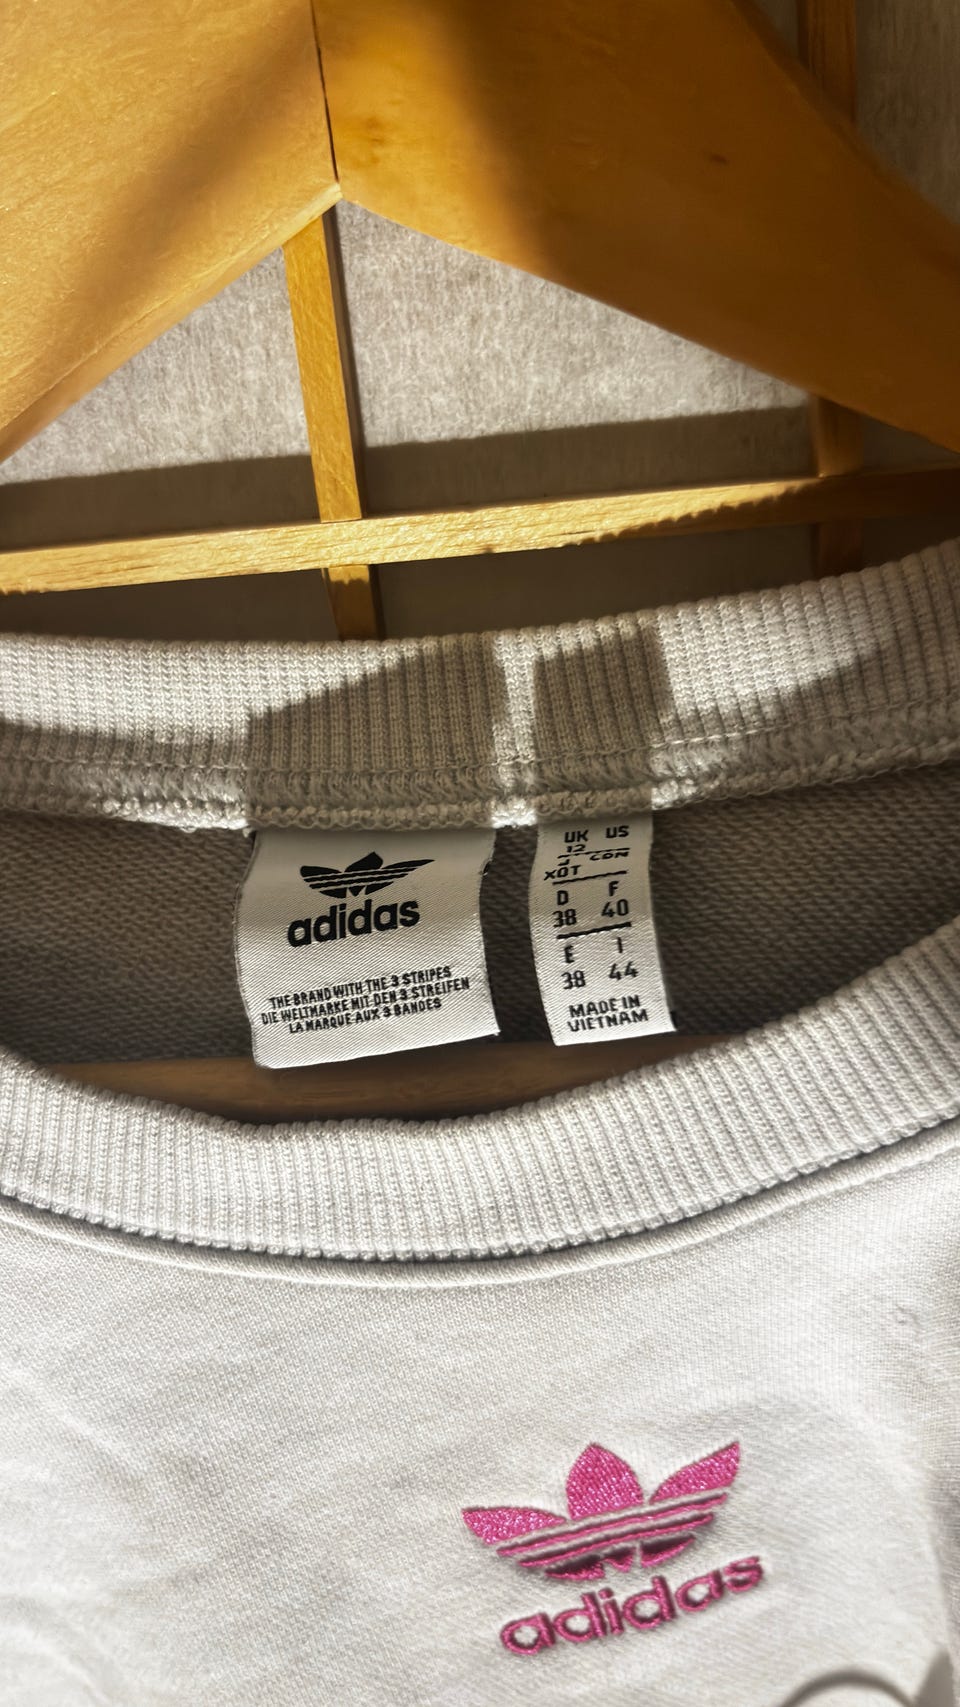 adidas
THE BRAND WITH THE 3 STRIPES
DIE WELTMARKE MIT DEN 3 STREIFEN
LA MARQUE AUX 3 BANDES
UK US
12
D F
38 40
E I
38 44
MADE IN
VIETNAM
adidas